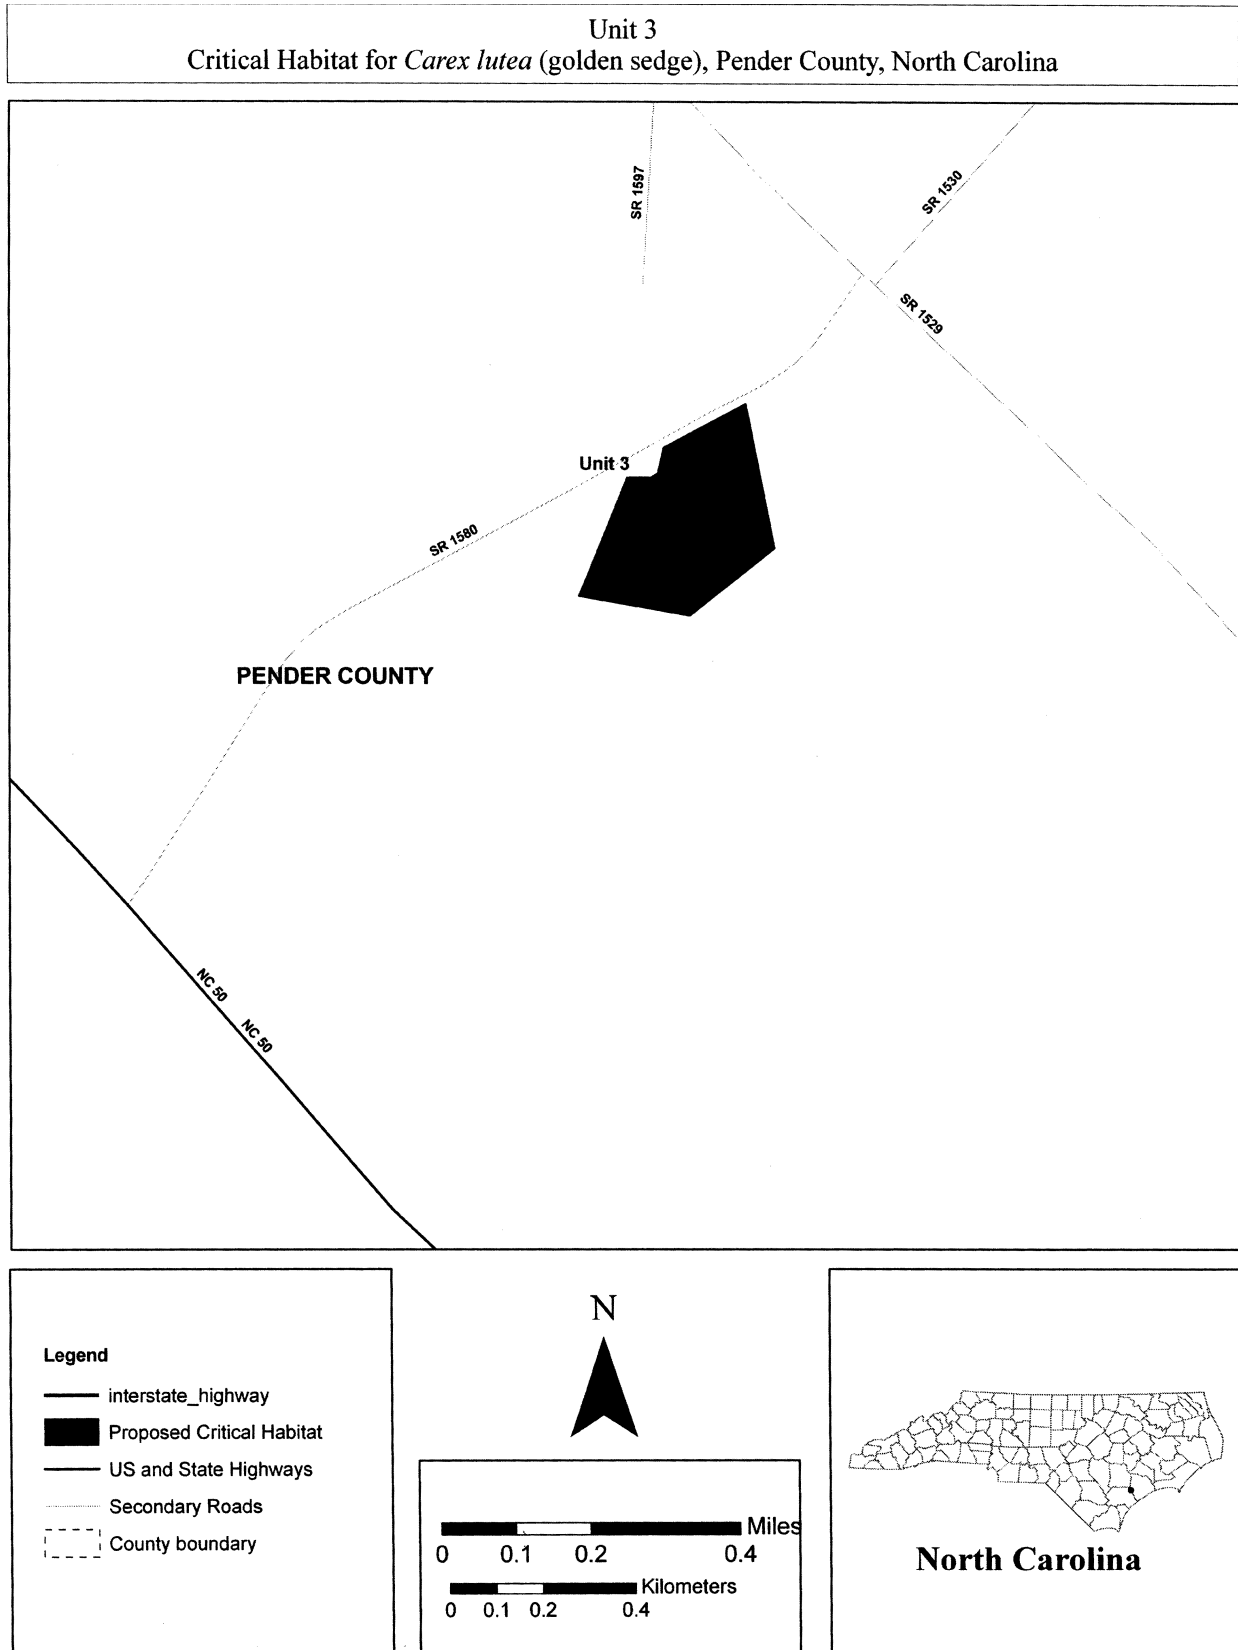 Unit 3
Critical Habitat for Carex lutea (golden sedge), Pender County, North Carolina
SR 1597
SR 1530
SR 1529
Unit 3
SR 1580
PENDER COUNTY
NC 50
NC 50
Legend
interstate_highway
Proposed Critical Habitat
US and State Highways
Secondary Roads
County boundary
N
Miles
0 0.1 0.2 0.4
Kilometers
0 0.1 0.2 0.4
North Carolina